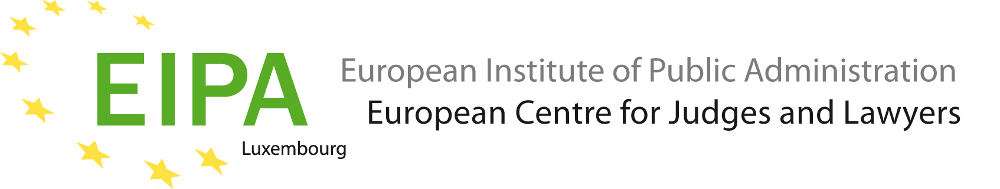 EIPA
European Institute of Public Administration
European Centre for Judges and Lawyers
Luxembourg